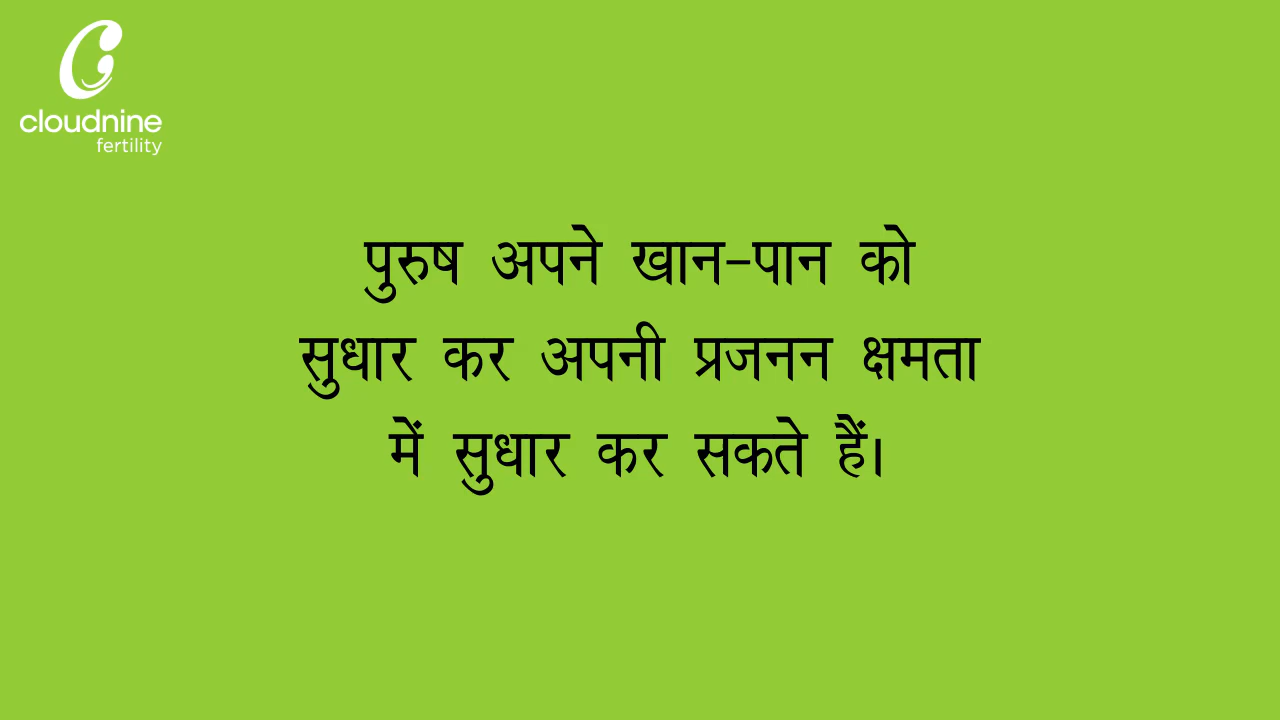 cloudnine
fertility
पुरुष अपने खान-पान को
सुधार कर अपनी प्रजनन क्षमता
में सुधार कर सकते हैं।